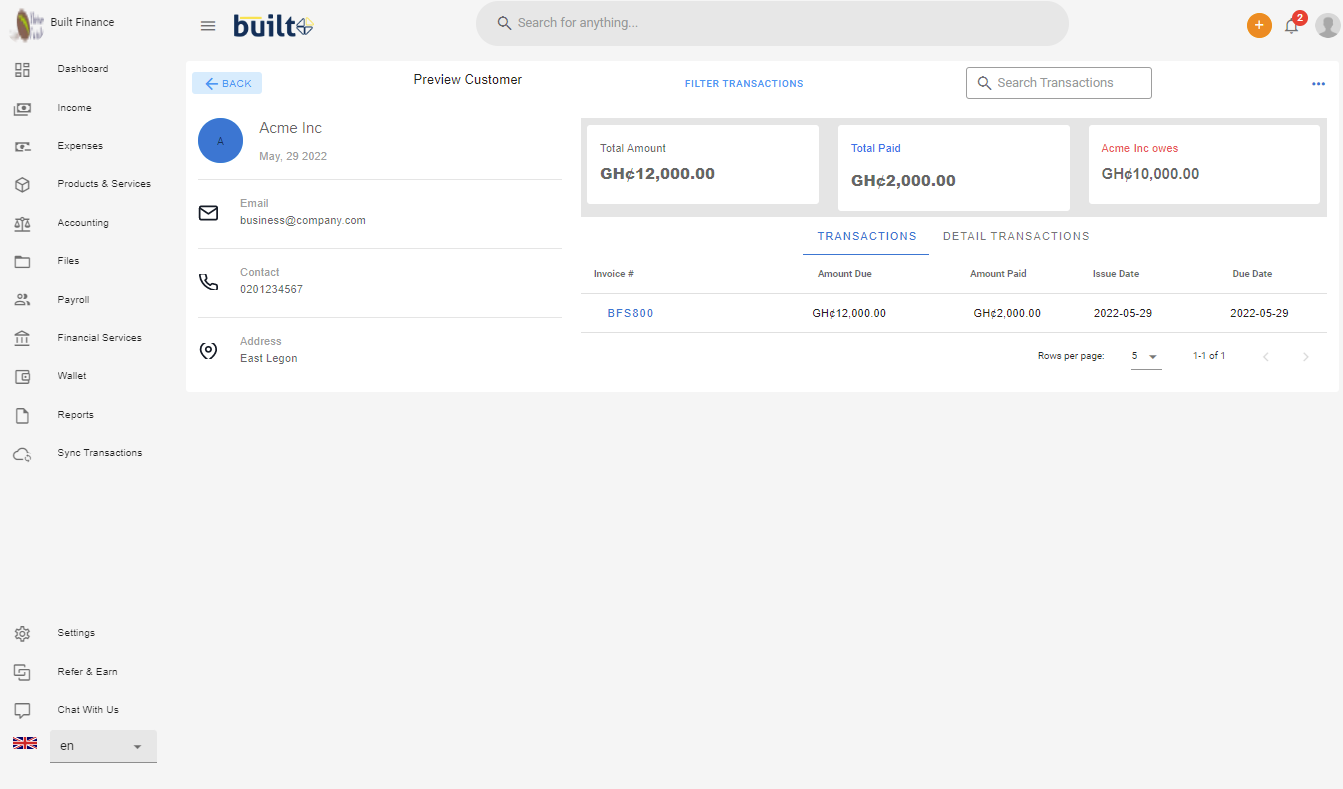 Built Finance
built
Search for anything...
2
Dashboard
Income
Expenses
Products & Services
Accounting
Files
Payroll
Financial Services
Wallet
Reports
Sync Transactions
Settings
Refer & Earn
Chat With Us
en
BACK
Preview Customer
FILTER TRANSACTIONS
Search Transactions
A
Acme Inc
May, 29 2022
Email
business@company.com
Contact
0201234567
Address
East Legon
Total Amount
GH¢12,000.00
Total Paid
GH¢2,000.00
Acme Inc owes
GH¢10,000.00
TRANSACTIONS DETAIL TRANSACTIONS
Invoice # Amount Due Amount Paid Issue Date Due Date
BFS800 GH¢12,000.00 GH¢2,000.00 2022-05-29 2022-05-29
Rows per page: 5 1-1 of 1